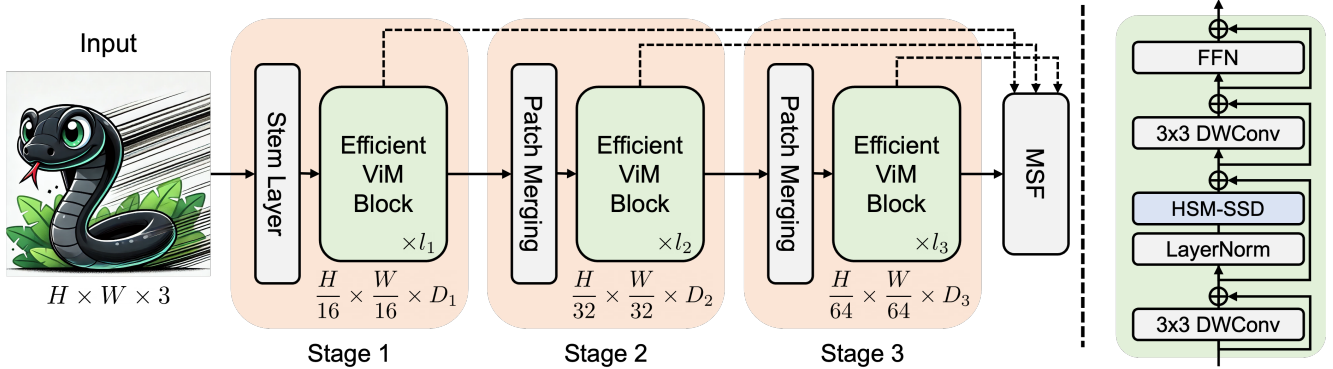 Input
H × W × 3
Stem Layer
Efficient
ViM
Block
×l₁
H/16 × W/16 × D₁
Stage 1
Patch Merging
Efficient
ViM
Block
×l₂
H/32 × W/32 × D₂
Stage 2
Patch Merging
Efficient
ViM
Block
×l₃
H/64 × W/64 × D₃
Stage 3
MSF
FFN
3x3 DWConv
HSM-SSD
LayerNorm
3x3 DWConv